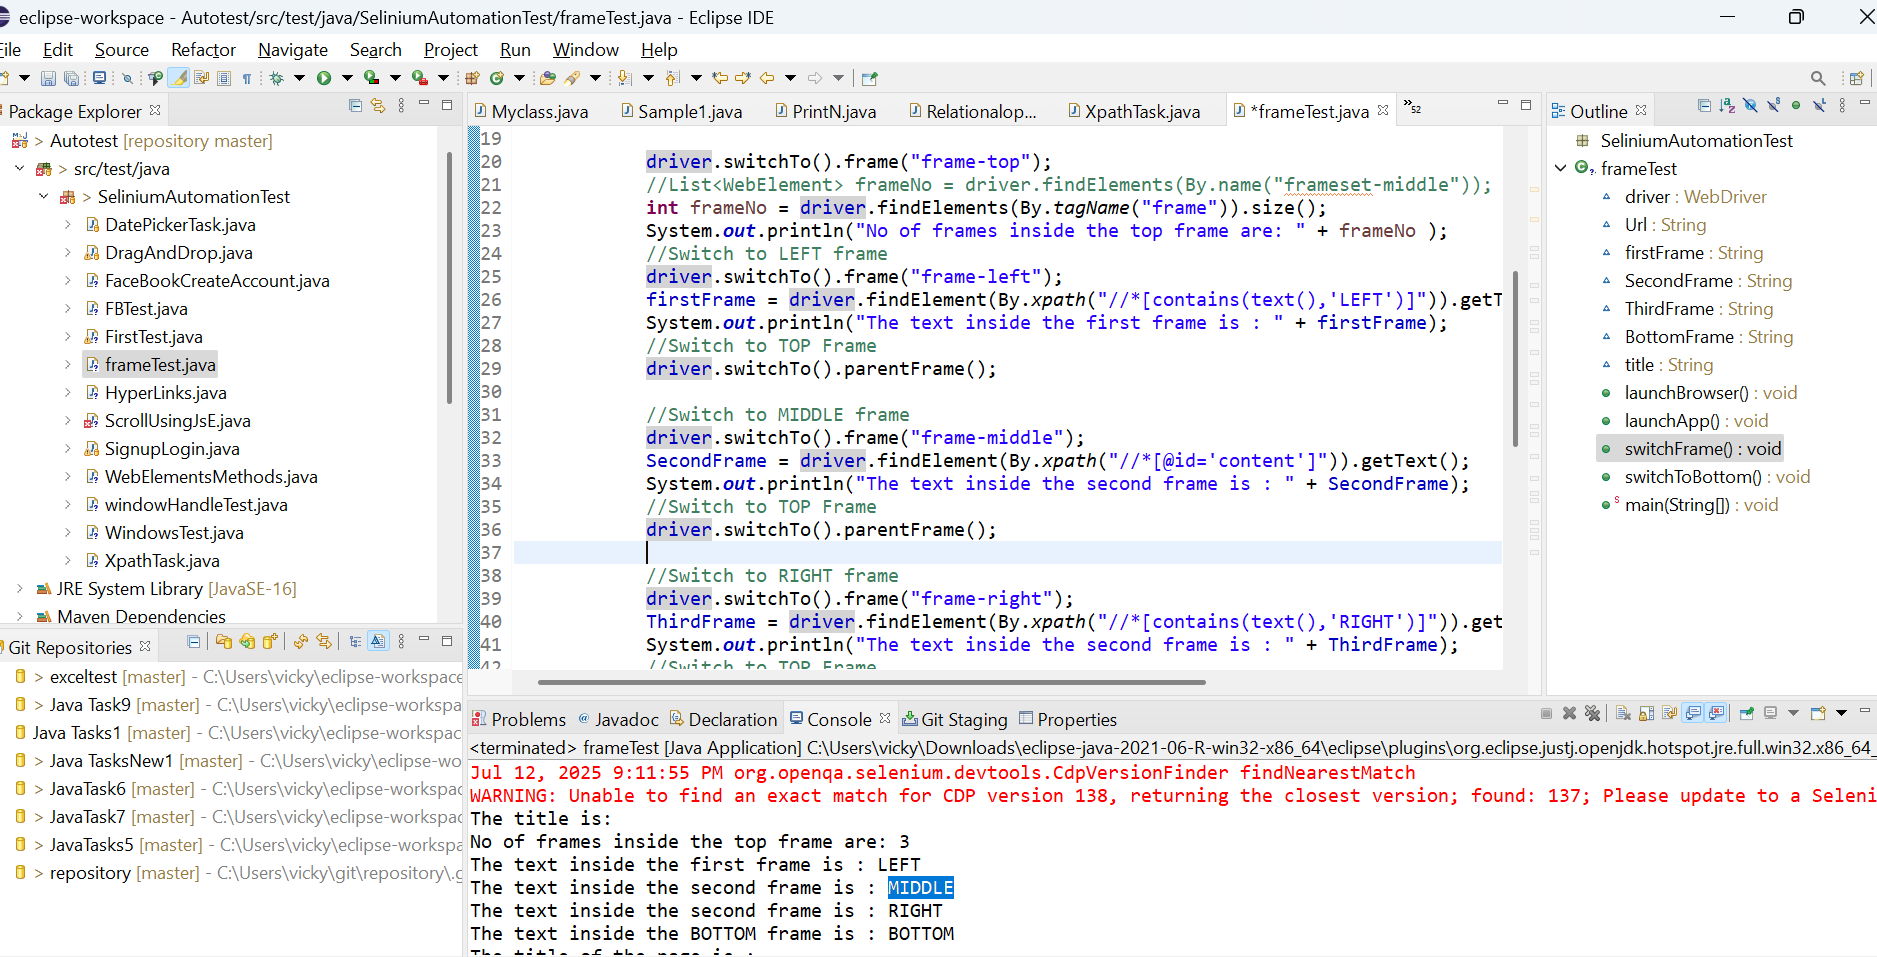 eclipse-workspace - Autotest/src/test/java/SeliniumAutomationTest/frameTest.java - Eclipse IDE
File Edit Source Refactor Navigate Search Project Run Window Help
Package Explorer
> Autotest [repository master]
> src/test/java
> SeliniumAutomationTest
DatePickerTask.java
DragAndDrop.java
FaceBookCreateAccount.java
FBTest.java
FirstTest.java
frameTest.java
HyperLinks.java
ScrollUsingJsE.java
SignupLogin.java
WebElementsMethods.java
windowHandleTest.java
WindowsTest.java
XpathTask.java
JRE System Library [JavaSE-16]
Maven Dependencies
Git Repositories
> exceltest [master] - C:\Users\vicky\eclipse-workspace
> Java Task9 [master] - C:\Users\vicky\eclipse-workspa
Java Tasks1 [master] - C:\Users\vicky\eclipse-workspac
> Java TasksNew1 [master] - C:\Users\vicky\eclipse-wo
> JavaTask6 [master] - C:\Users\vicky\eclipse-workspac
> JavaTask7 [master] - C:\Users\vicky\eclipse-workspac
> JavaTasks5 [master] - C:\Users\vicky\eclipse-workspa
> repository [master] - C:\Users\vicky\git\repository\.g
Myclass.java Sample1.java PrintN.java Relationalop... XpathTask.java *frameTest.java »52
19
20 driver.switchTo().frame("frame-top");
21 //List<WebElement> frameNo = driver.findElements(By.name("frameset-middle"));
22 int frameNo = driver.findElements(By.tagName("frame")).size();
23 System.out.println("No of frames inside the top frame are: " + frameNo );
24 //Switch to LEFT frame
25 driver.switchTo().frame("frame-left");
26 firstFrame = driver.findElement(By.xpath("//*[contains(text(),'LEFT')]")).getT
27 System.out.println("The text inside the first frame is : " + firstFrame);
28 //Switch to TOP Frame
29 driver.switchTo().parentFrame();
30
31 //Switch to MIDDLE frame
32 driver.switchTo().frame("frame-middle");
33 SecondFrame = driver.findElement(By.xpath("//*[@id='content']")).getText();
34 System.out.println("The text inside the second frame is : " + SecondFrame);
35 //Switch to TOP Frame
36 driver.switchTo().parentFrame();
37
38 //Switch to RIGHT frame
39 driver.switchTo().frame("frame-right");
40 ThirdFrame = driver.findElement(By.xpath("//*[contains(text(),'RIGHT')]")).get
41 System.out.println("The text inside the second frame is : " + ThirdFrame);
42 //Switch to TOP Frame
Outline
SeliniumAutomationTest
frameTest
driver : WebDriver
Url : String
firstFrame : String
SecondFrame : String
ThirdFrame : String
BottomFrame : String
title : String
launchBrowser() : void
launchApp() : void
switchFrame() : void
switchToBottom() : void
main(String[]) : void
Problems Javadoc Declaration Console Git Staging Properties
<terminated> frameTest [Java Application] C:\Users\vicky\Downloads\eclipse-java-2021-06-R-win32-x86_64\eclipse\plugins\org.eclipse.justj.openjdk.hotspot.jre.full.win32.x86_64_
Jul 12, 2025 9:11:55 PM org.openqa.selenium.devtools.CdpVersionFinder findNearestMatch
WARNING: Unable to find an exact match for CDP version 138, returning the closest version; found: 137; Please update to a Seleni
The title is:
No of frames inside the top frame are: 3
The text inside the first frame is : LEFT
The text inside the second frame is : MIDDLE
The text inside the second frame is : RIGHT
The text inside the BOTTOM frame is : BOTTOM
The title of the page is :